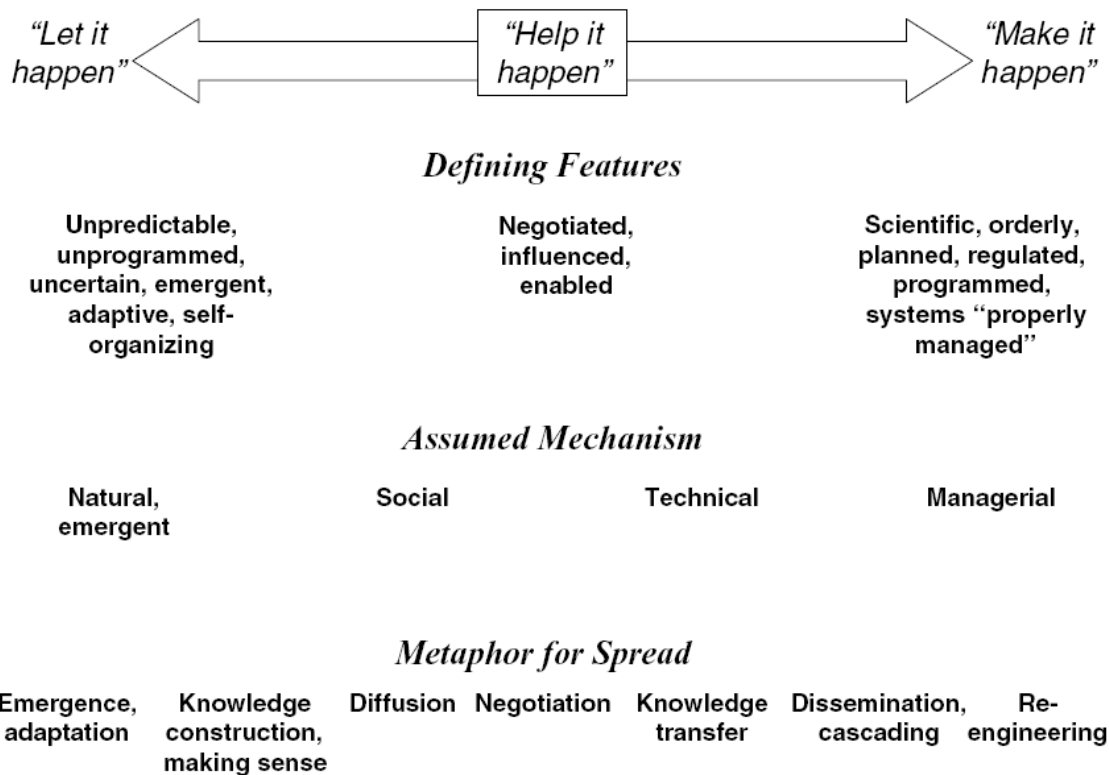 “Let it
happen”
“Help it
happen”
“Make it
happen”
Defining Features
Unpredictable,
unprogrammed,
uncertain, emergent,
adaptive, self-
organizing
Negotiated,
influenced,
enabled
Scientific, orderly,
planned, regulated,
programmed,
systems “properly
managed”
Assumed Mechanism
Natural,
emergent
Social
Technical
Managerial
Metaphor for Spread
Emergence,
adaptation
Knowledge
construction,
making sense
Diffusion
Negotiation
Knowledge
transfer
Dissemination,
cascading
Re-
engineering